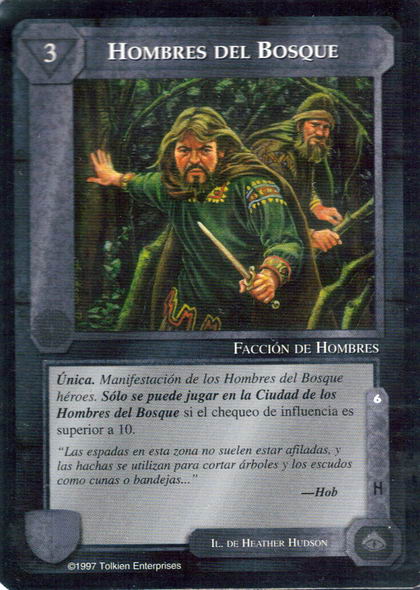 3
HOMBRES DEL BOSQUE
FACCIÓN DE HOMBRES
Única. Manifestación de los Hombres del Bosque
héroes. Sólo se puede jugar en la Ciudad de los
Hombres del Bosque si el chequeo de influencia es
superior a 10.
6
"Las espadas en esta zona no suelen estar afiladas, y
las hachas se utilizan para cortar árboles y los escudos
como cunas o bandejas..."
—Hob
H
IL. DE HEATHER HUDSON
©1997 Tolkien Enterprises